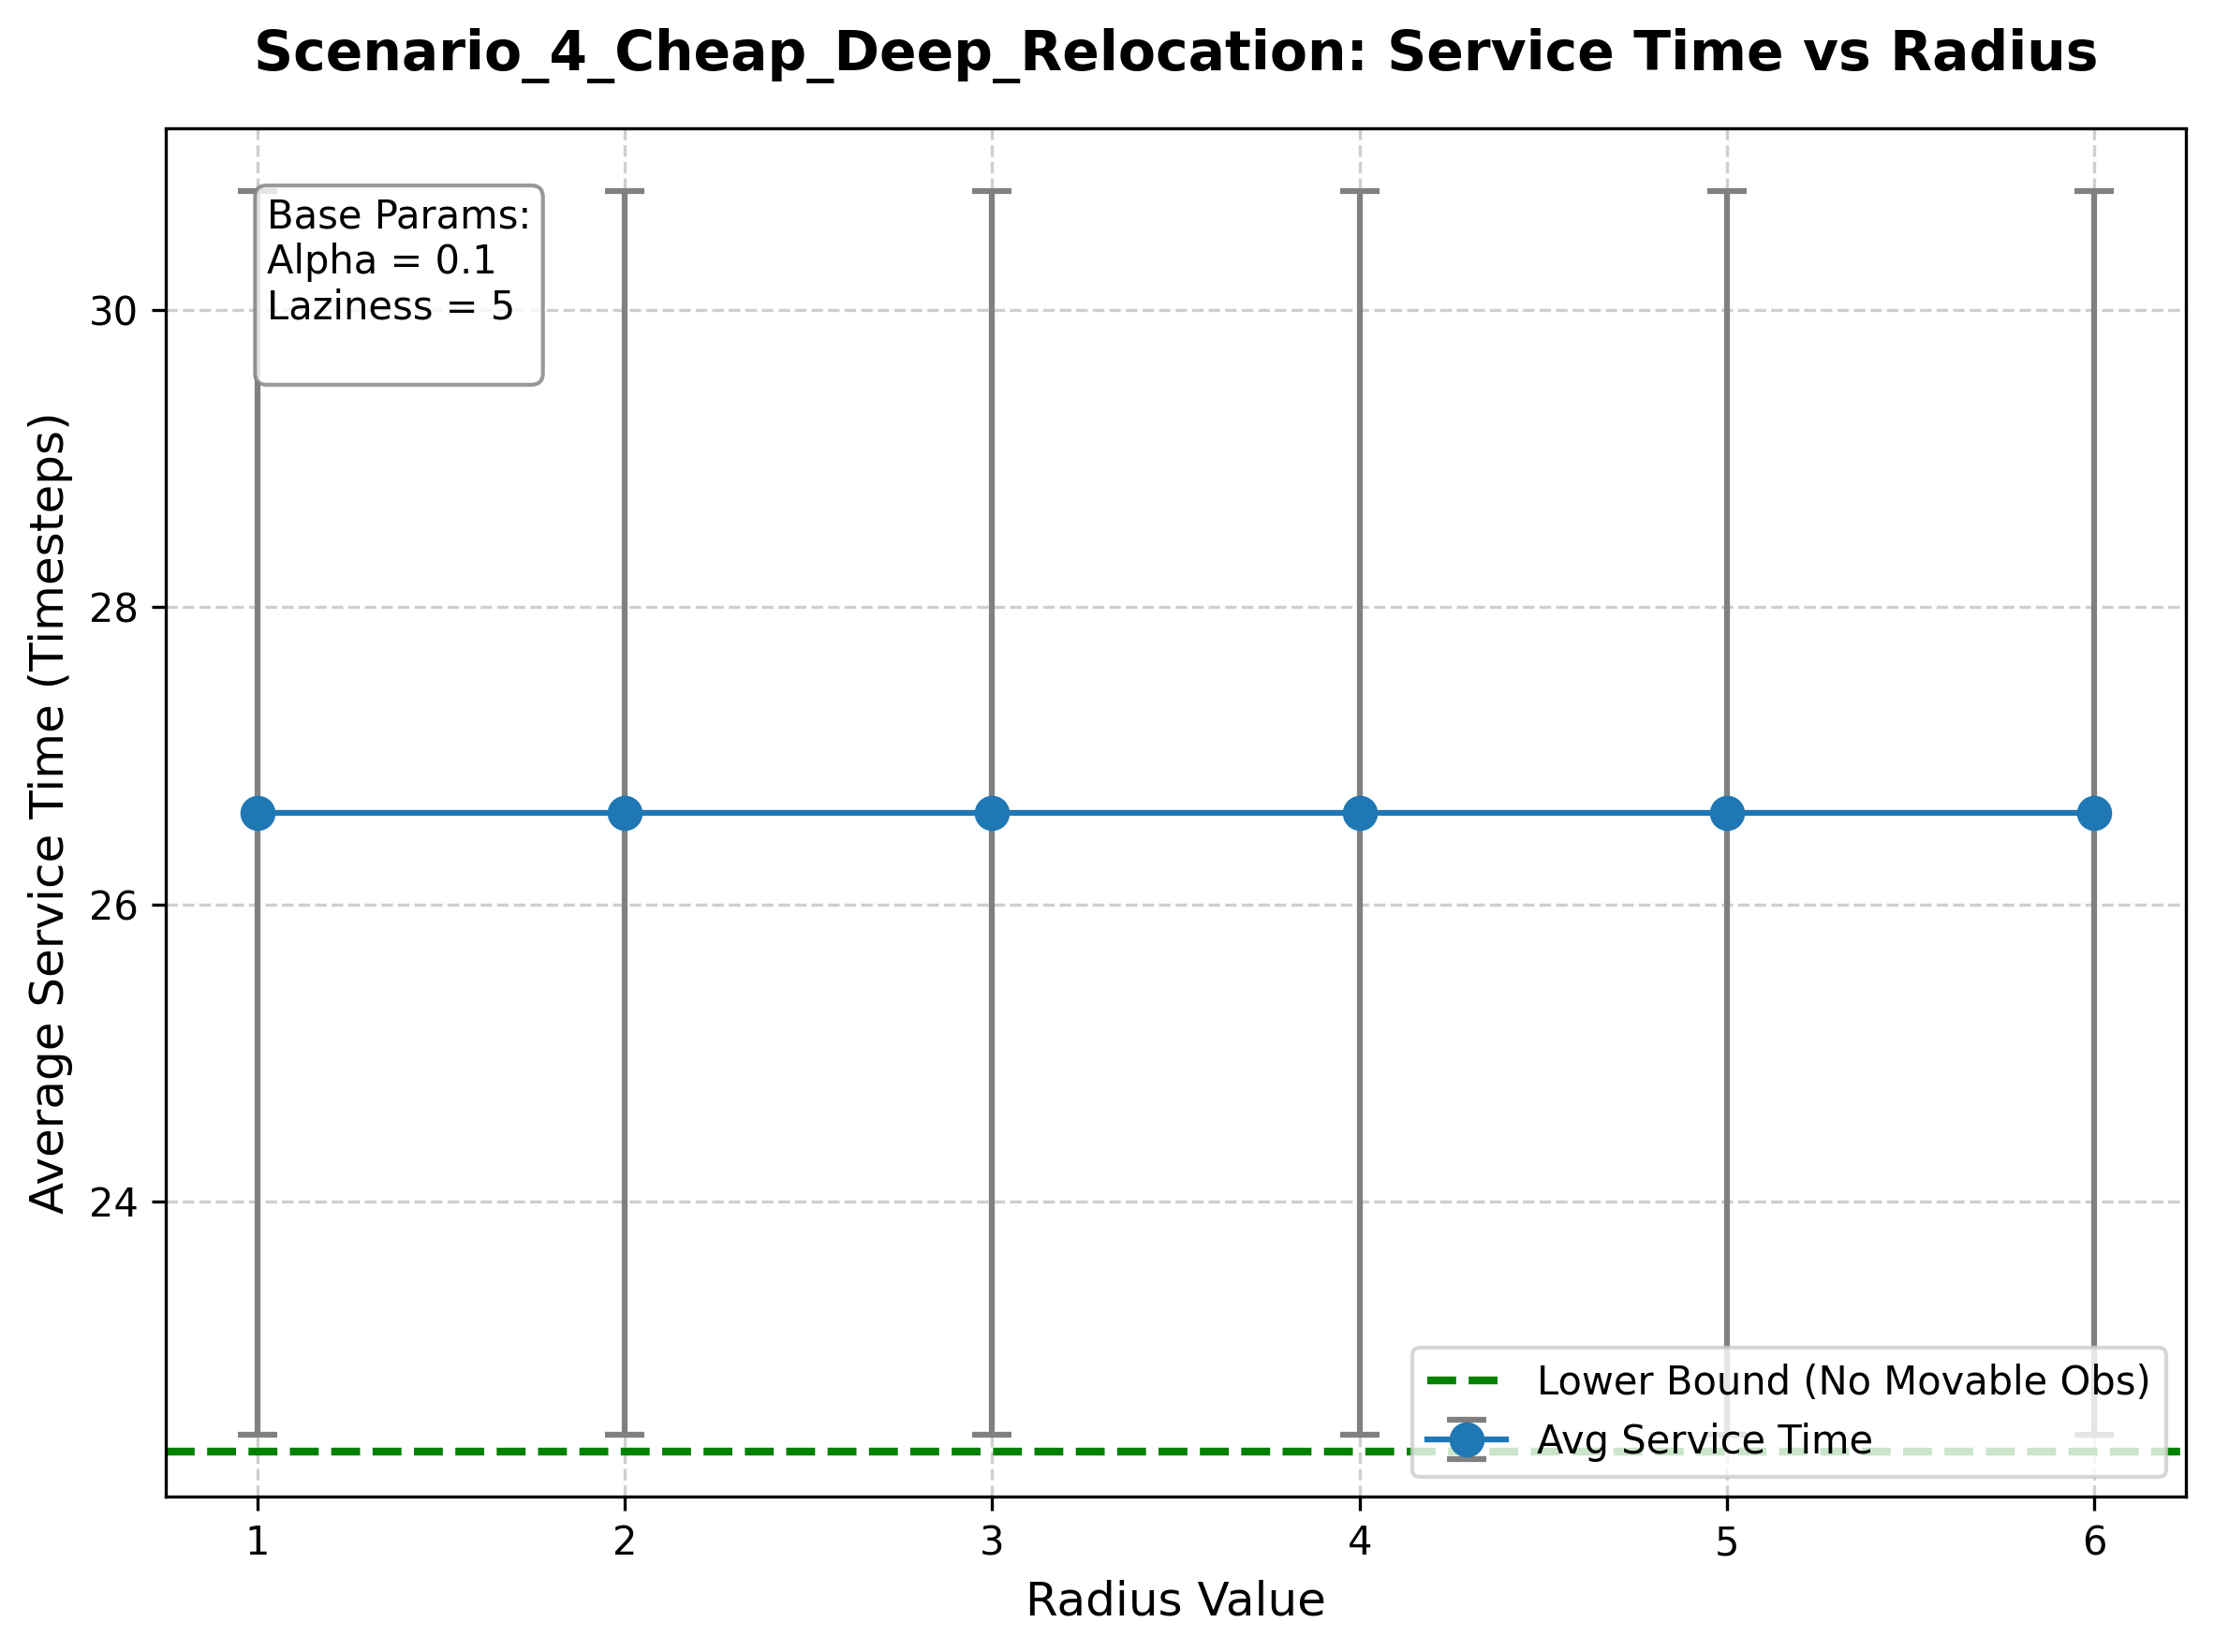 Scenario_4_Cheap_Deep_Relocation: Service Time vs Radius
Base Params:
Alpha = 0.1
Laziness = 5
30
28
26
24
Average Service Time (Timesteps)
Lower Bound (No Movable Obs)
Avg Service Time
1 2 3 4 5 6
Radius Value